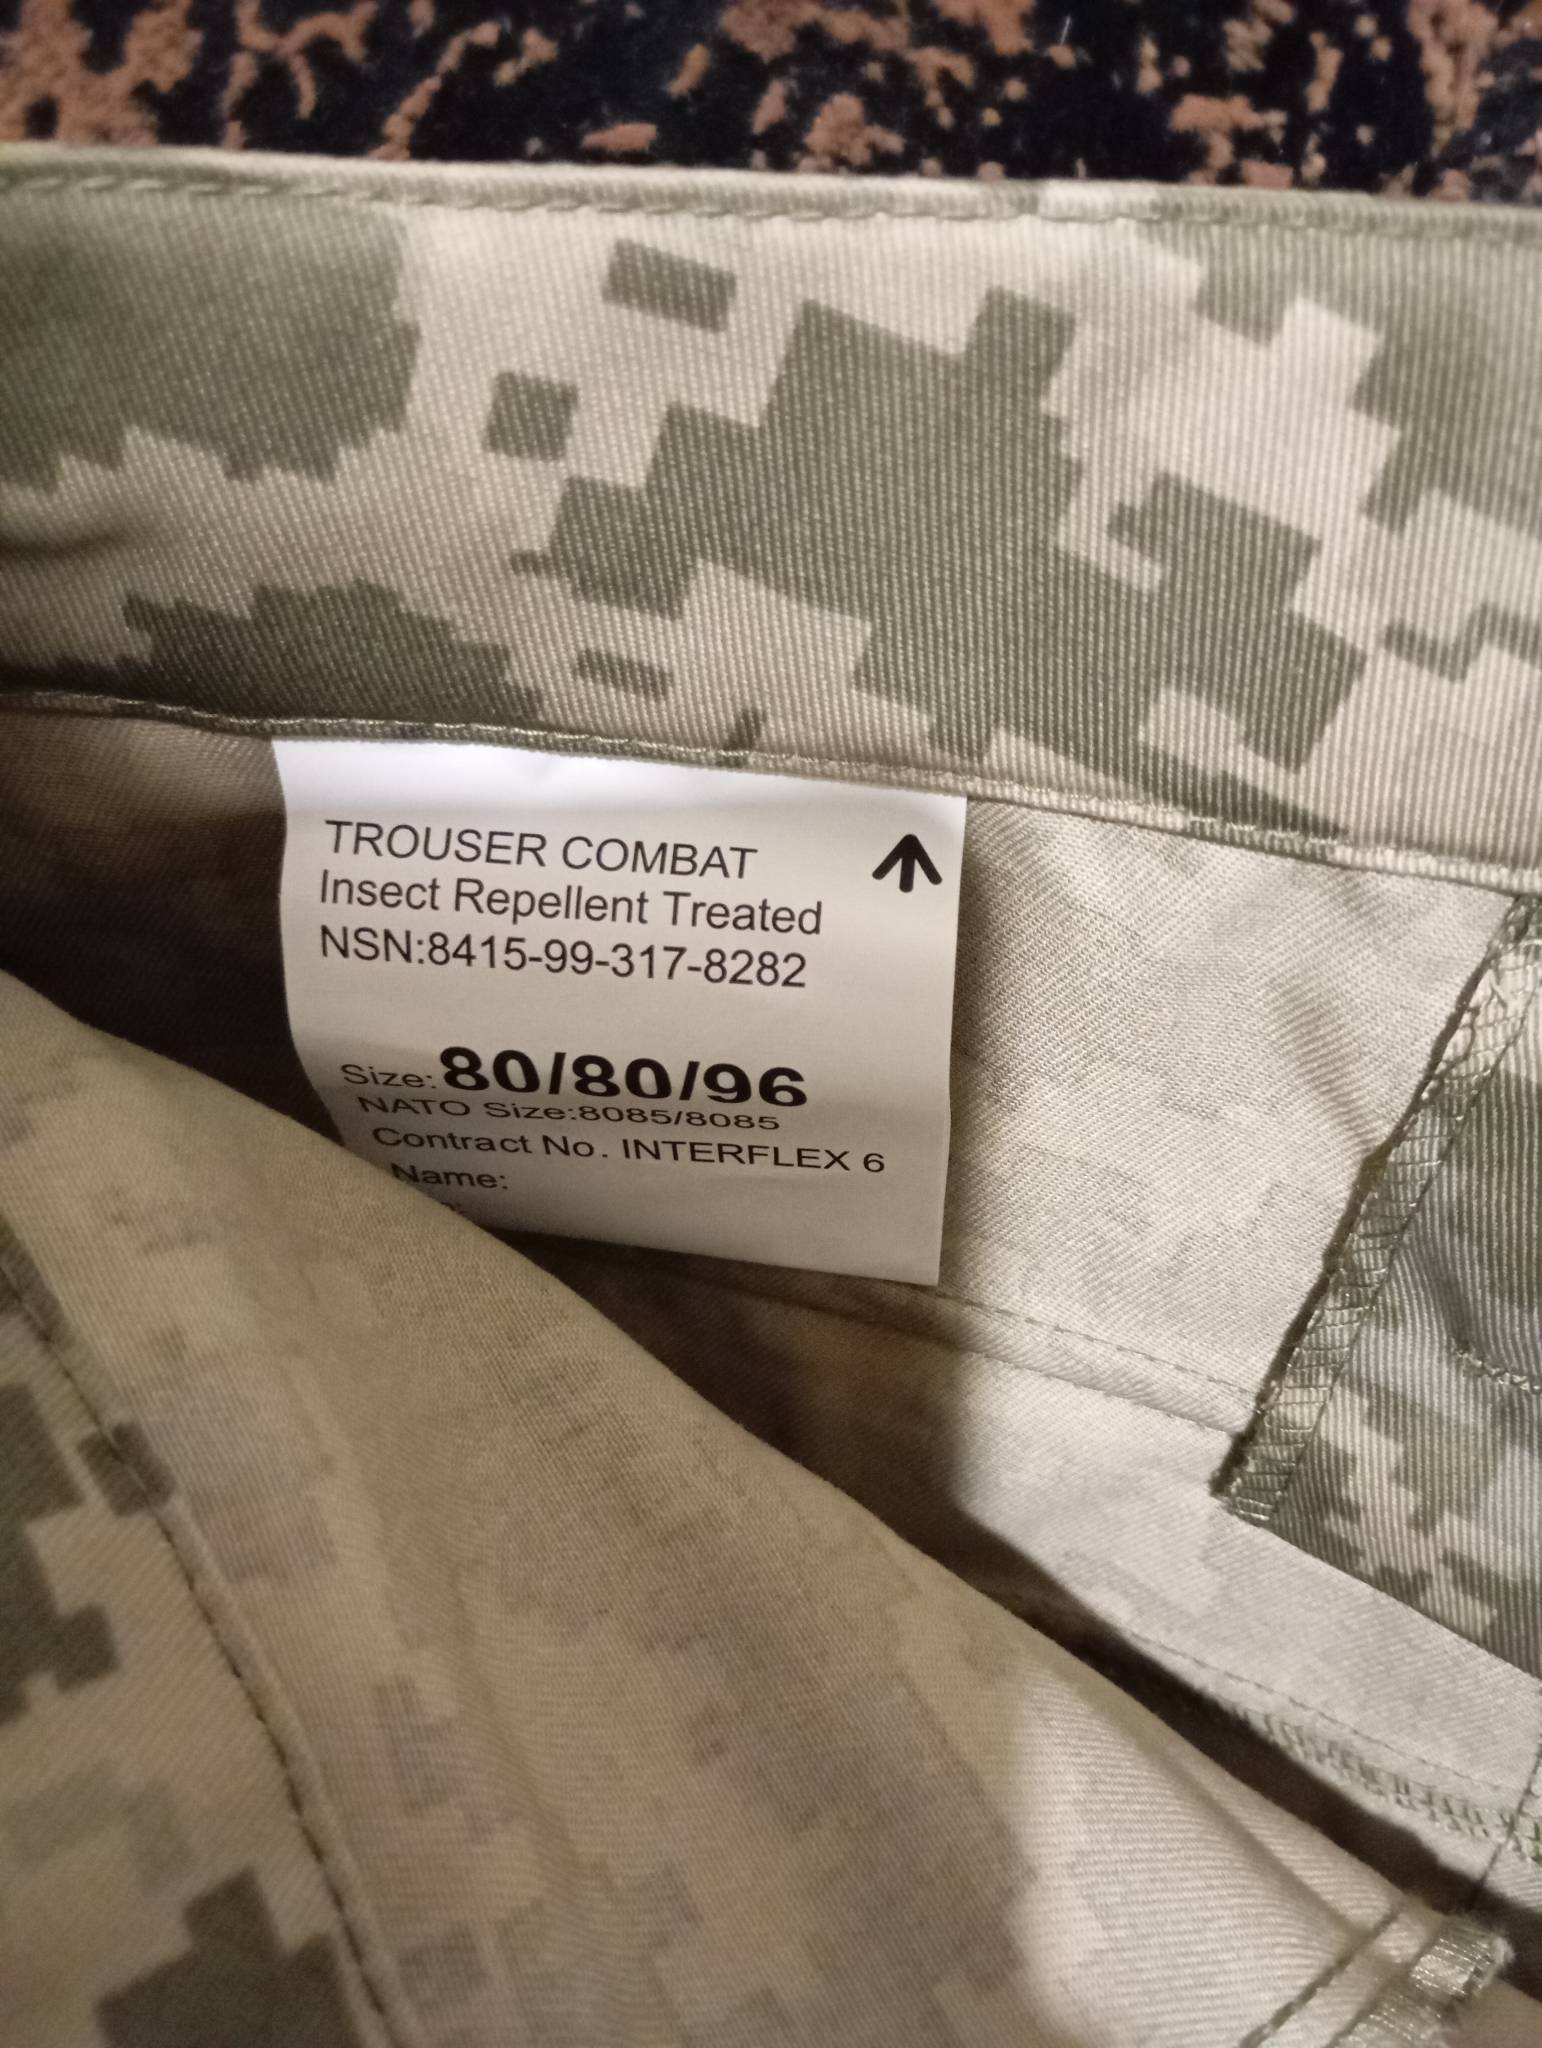 TROUSER COMBAT
Insect Repellent Treated
NSN:8415-99-317-8282
Size:80/80/96
NATO Size:8085/8085
Contract No. INTERFLEX 6
Name: